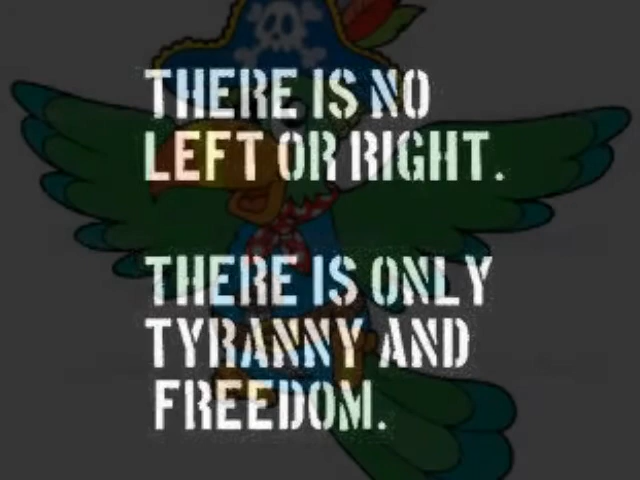 THERE IS NO
LEFT OR RIGHT.
THERE IS ONLY
TYRANNY AND
FREEDOM.